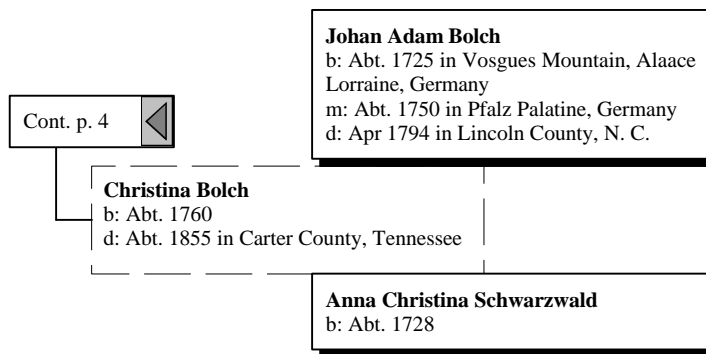 Johan Adam Bolch
b: Abt. 1725 in Vosgues Mountain, Alaace
Lorraine, Germany
m: Abt. 1750 in Pfalz Palatine, Germany
d: Apr 1794 in Lincoln County, N. C.
Cont. p. 4
Christina Bolch
b: Abt. 1760
d: Abt. 1855 in Carter County, Tennessee
Anna Christina Schwarzwald
b: Abt. 1728